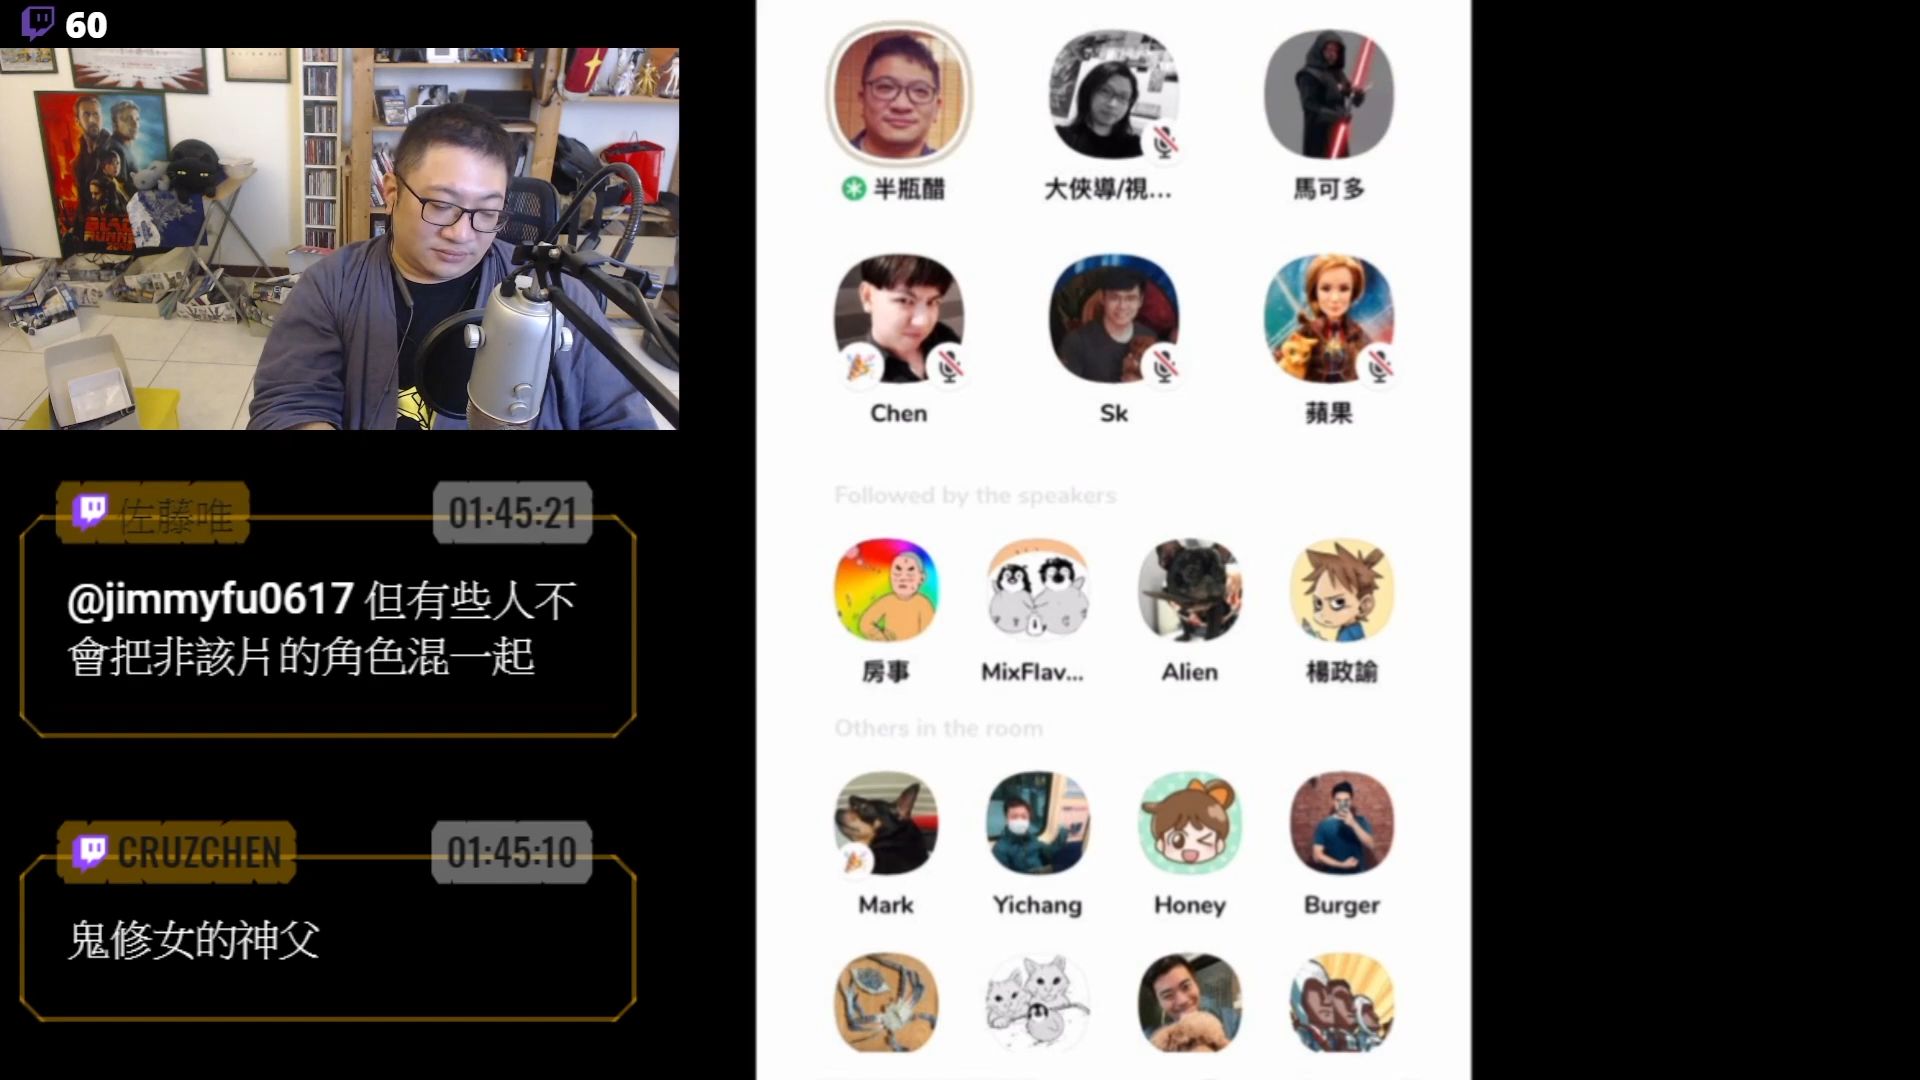 60
BLADE
RUNNER
2049
佐藤唯
01:45:21
@jimmyfu0617 但有些人不
會把非該片的角色混一起
CRUZCHEN
01:45:10
鬼修女的神父
半瓶醋
大俠導/視...
馬可多
Chen
Sk
蘋果
Followed by the speakers
房事
MixFlav...
Alien
楊政諭
Others in the room
Mark
Yichang
Honey
Burger